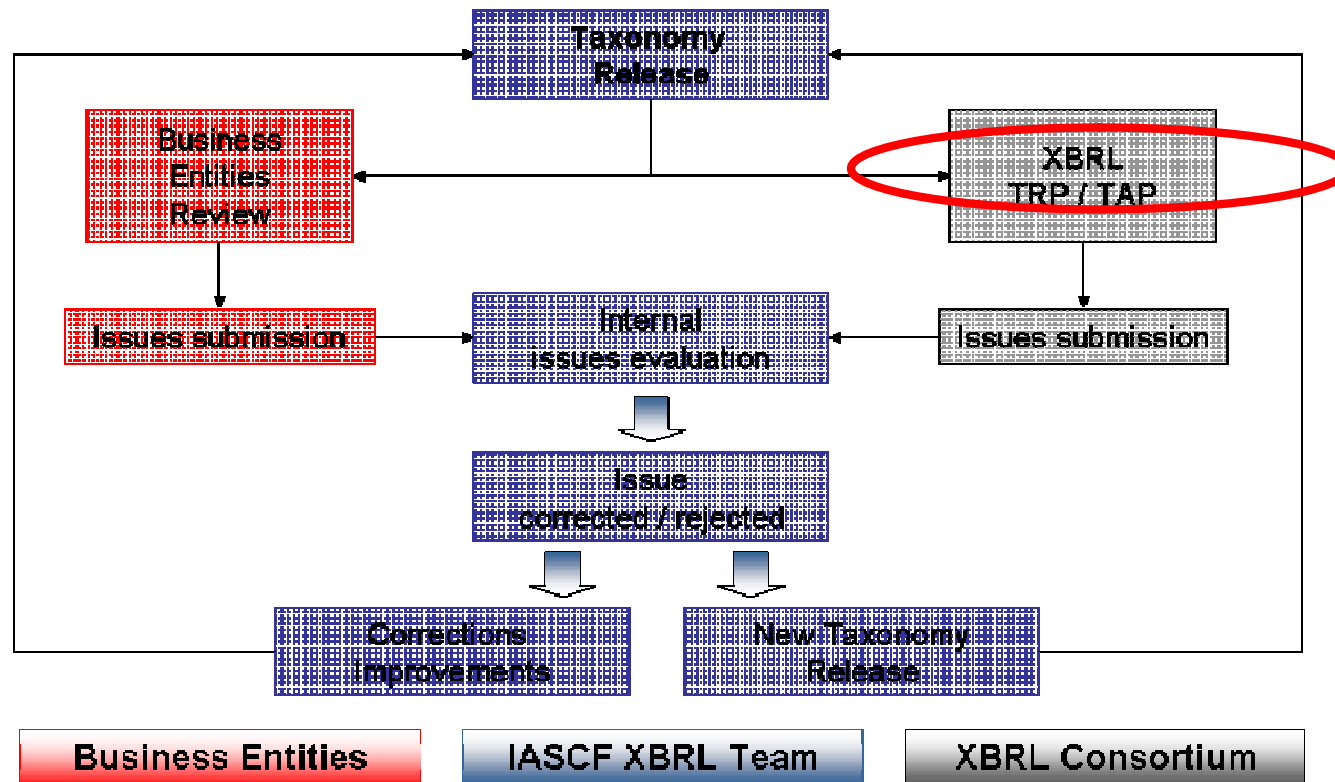 Taxonomy
Release
Business
Entities
Review
XBRL
TRP / TAP
Issues submission
Internal
issues evaluation
Issues submission
Issue
corrected / rejected
Corrections
Improvements
New Taxonomy
Release
Business Entities
IASCF XBRL Team
XBRL Consortium